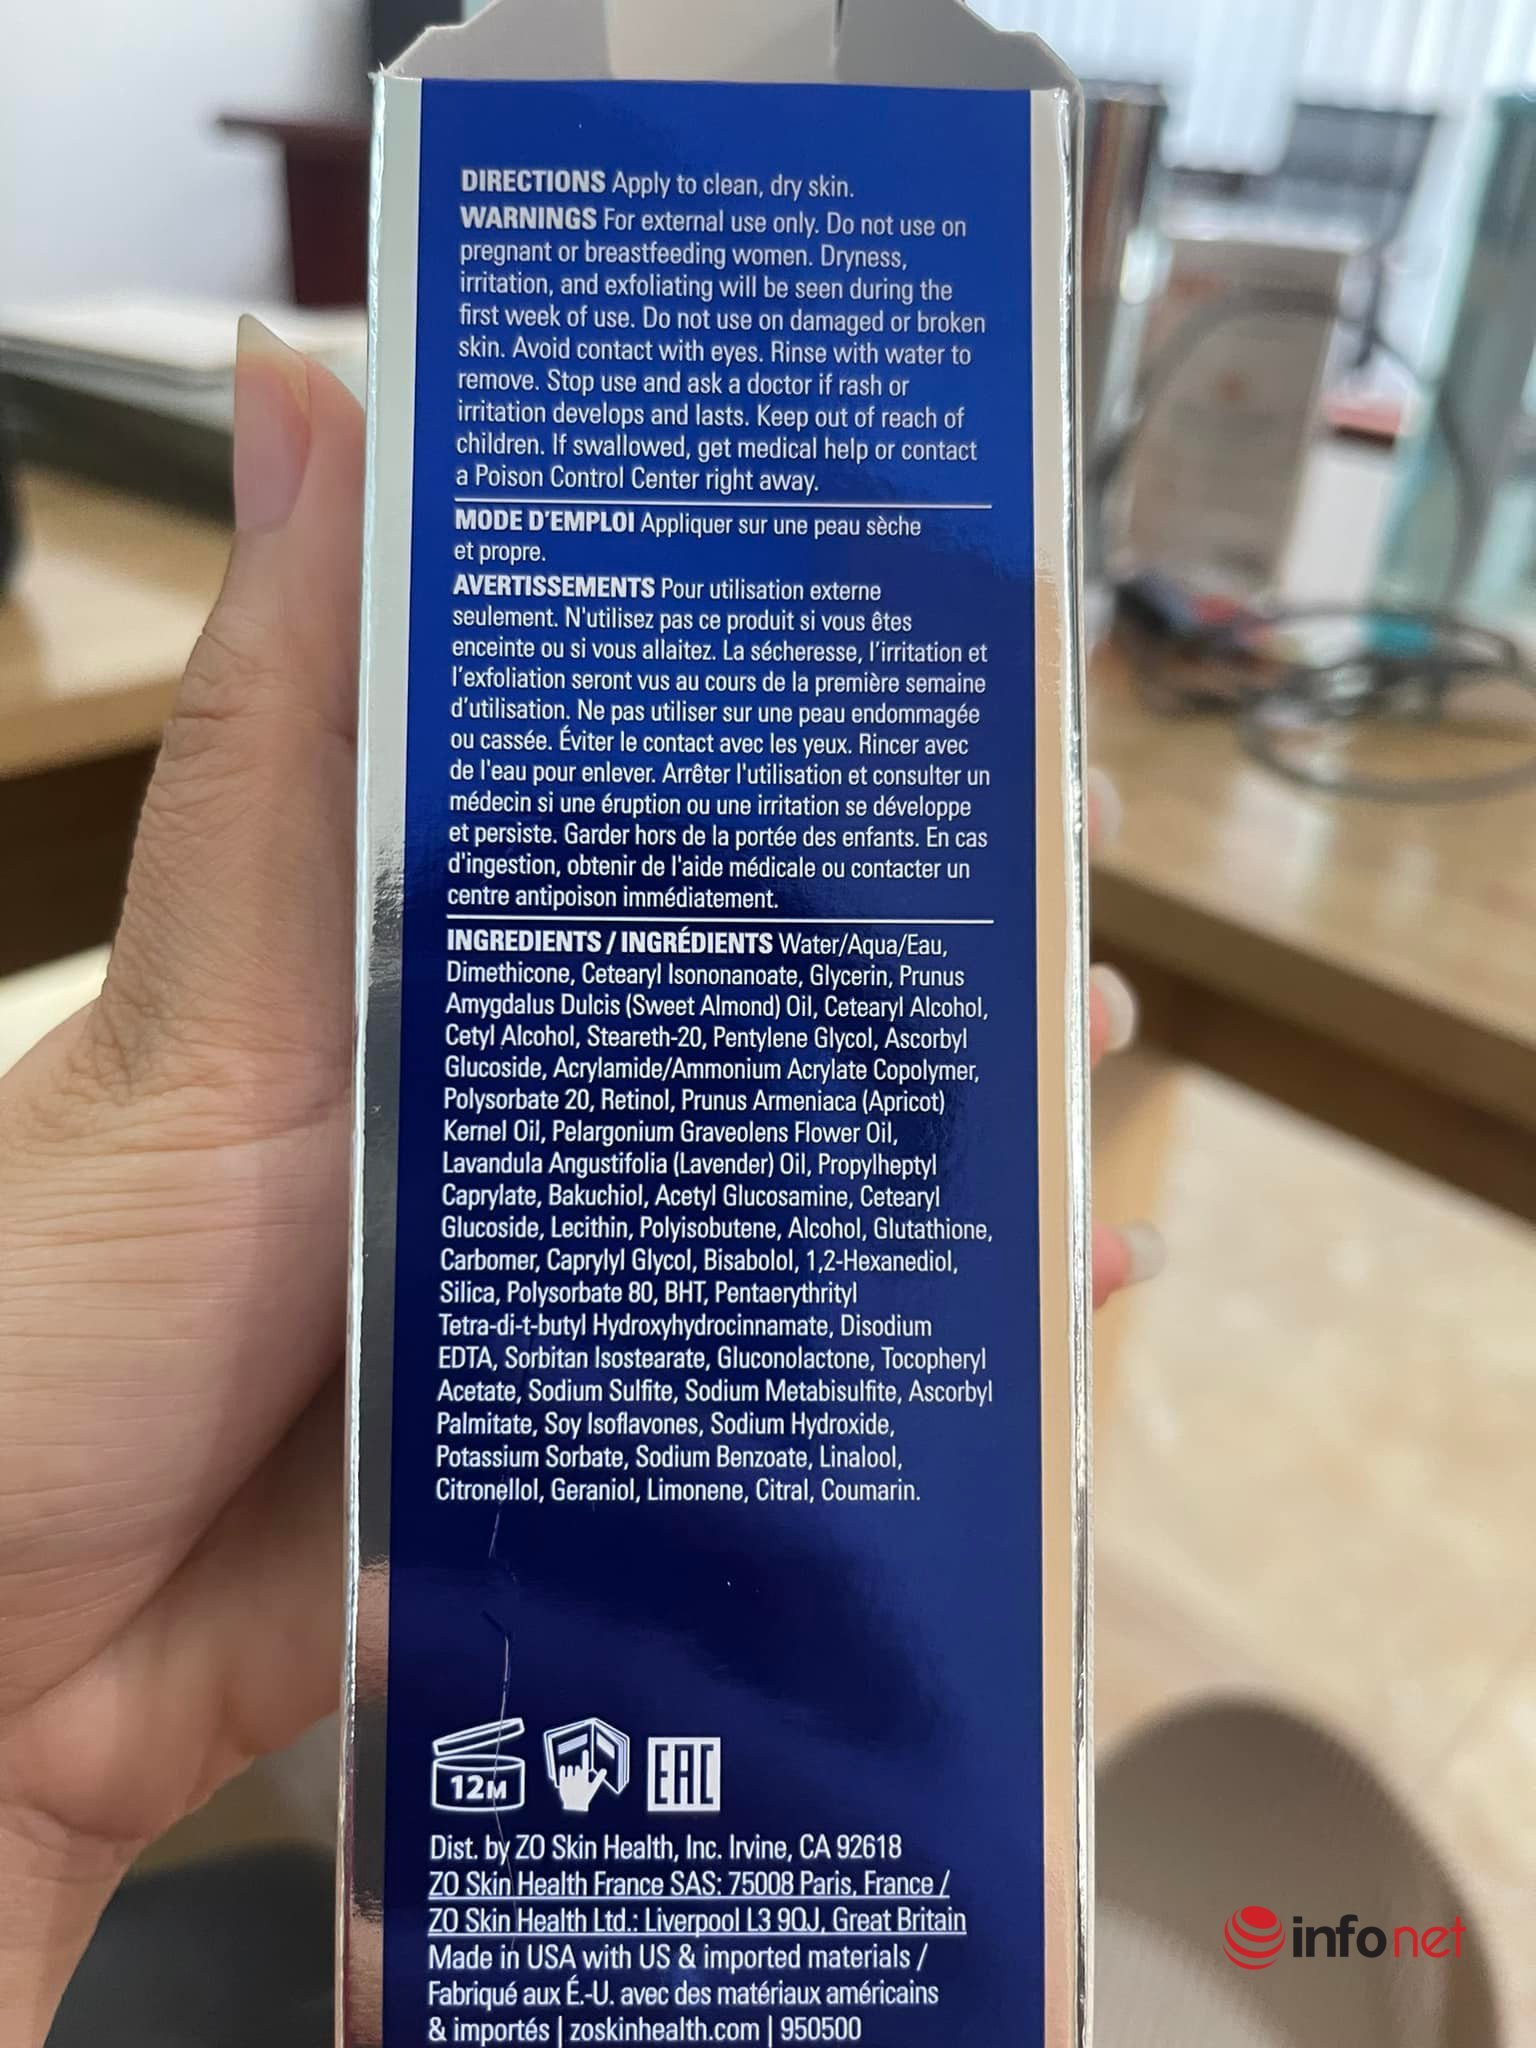 DIRECTIONS Apply to clean, dry skin.
WARNINGS For external use only. Do not use on
pregnant or breastfeeding women. Dryness,
irritation, and exfoliating will be seen during the
first week of use. Do not use on damaged or broken
skin. Avoid contact with eyes. Rinse with water to
remove. Stop use and ask a doctor if rash or
irritation develops and lasts. Keep out of reach of
children. If swallowed, get medical help or contact
a Poison Control Center right away.
MODE D'EMPLOI Appliquer sur une peau sèche
et propre.
AVERTISSEMENTS Pour utilisation externe
seulement. N'utilisez pas ce produit si vous êtes
enceinte ou si vous allaitez. La sécheresse, l'irritation et
l'exfoliation seront vus au cours de la première semaine
d'utilisation. Ne pas utiliser sur une peau endommagée
ou cassée. Éviter le contact avec les yeux. Rincer avec
de l'eau pour enlever. Arrêter l'utilisation et consulter un
médecin si une éruption ou une irritation se développe
et persiste. Garder hors de la portée des enfants. En cas
d'ingestion, obtenir de l'aide médicale ou contacter un
centre antipoison immédiatement.
INGREDIENTS / INGRÉDIENTS Water/Aqua/Eau,
Dimethicone, Cetearyl Isononanoate, Glycerin, Prunus
Amygdalus Dulcis (Sweet Almond) Oil, Cetearyl Alcohol,
Cetyl Alcohol, Steareth-20, Pentylene Glycol, Ascorbyl
Glucoside, Acrylamide/Ammonium Acrylate Copolymer,
Polysorbate 20, Retinol, Prunus Armeniaca (Apricot)
Kernel Oil, Pelargonium Graveolens Flower Oil,
Lavandula Angustifolia (Lavender) Oil, Propylheptyl
Caprylate, Bakuchiol, Acetyl Glucosamine, Cetearyl
Glucoside, Lecithin, Polyisobutene, Alcohol, Glutathione,
Carbomer, Caprylyl Glycol, Bisabolol, 1,2-Hexanediol,
Silica, Polysorbate 80, BHT, Pentaerythrityl
Tetra-di-t-butyl Hydroxyhydrocinnamate, Disodium
EDTA, Sorbitan Isostearate, Gluconolactone, Tocopheryl
Acetate, Sodium Sulfite, Sodium Metabisulfite, Ascorbyl
Palmitate, Soy Isoflavones, Sodium Hydroxide,
Potassium Sorbate, Sodium Benzoate, Linalool,
Citronellol, Geraniol, Limonene, Citral, Coumarin.
12M
EAC
Dist. by ZO Skin Health, Inc. Irvine, CA 92618
ZO Skin Health France SAS: 75008 Paris, France /
ZO Skin Health Ltd.: Liverpool L3 9QJ, Great Britain
Made in USA with US & imported materials /
Fabriqué aux É.-U. avec des matériaux américains
& importés | zoskinhealth.com | 950500
infonet